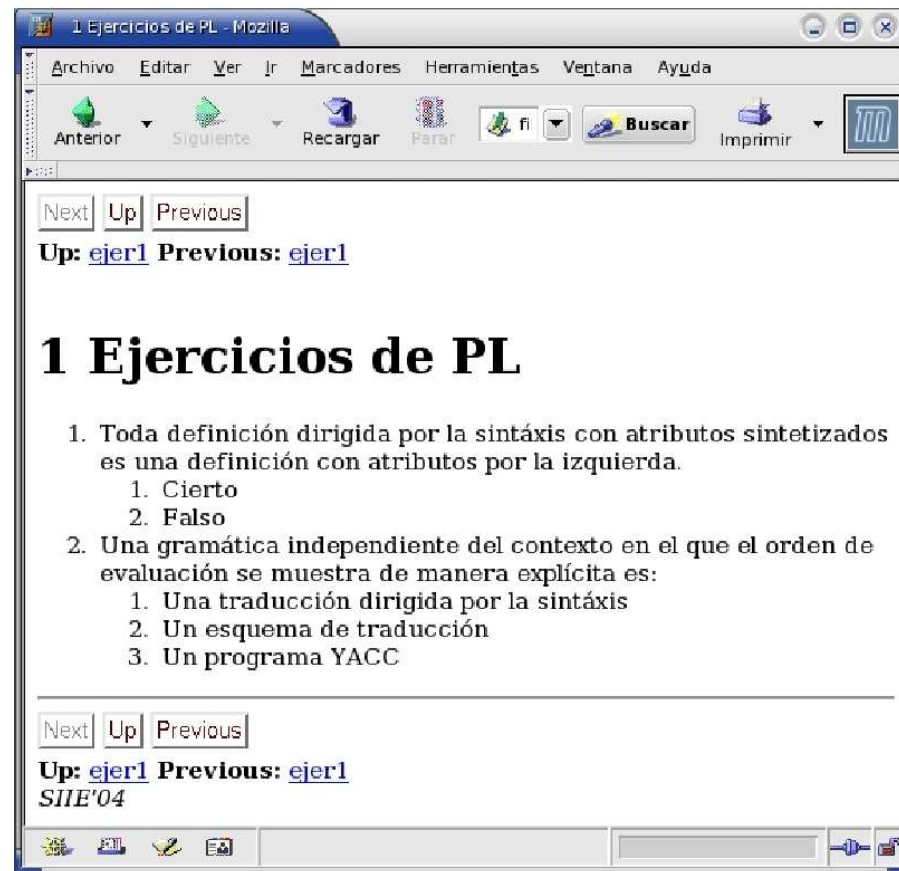 1 Ejercicios de PL - Mozilla
Archivo Editar Ver Ir Marcadores Herramientas Ventana Ayuda
Anterior Siguiente Recargar Parar fi Buscar Imprimir
Next Up Previous
Up: ejer1 Previous: ejer1
1 Ejercicios de PL
1. Toda definición dirigida por la sintáxis con atributos sintetizados
es una definición con atributos por la izquierda.
1. Cierto
2. Falso
2. Una gramática independiente del contexto en el que el orden de
evaluación se muestra de manera explícita es:
1. Una traducción dirigida por la sintáxis
2. Un esquema de traducción
3. Un programa YACC
Next Up Previous
Up: ejer1 Previous: ejer1
SIIE'04